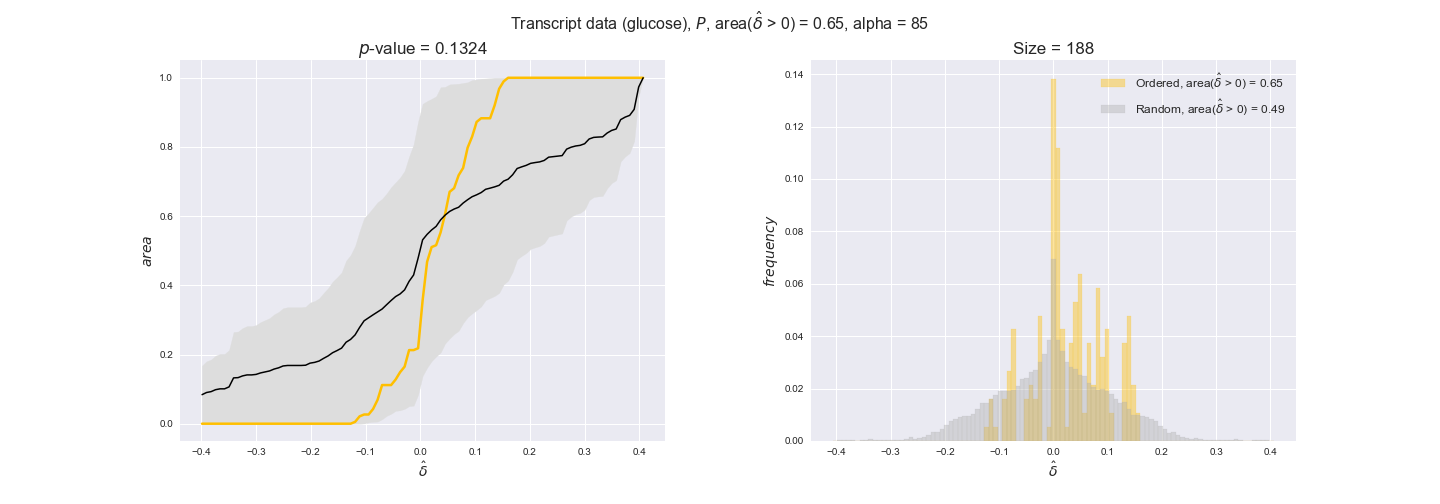 Transcript data (glucose), P, area(δ̂ > 0) = 0.65, alpha = 85
p-value = 0.1324
1.0
0.8
0.6
0.4
0.2
0.0
area
−0.4 −0.3 −0.2 −0.1 0.0 0.1 0.2 0.3 0.4
δ̂
Size = 188
Ordered, area(δ̂ > 0) = 0.65
Random, area(δ̂ > 0) = 0.49
0.14
0.12
0.10
0.08
0.06
0.04
0.02
0.00
frequency
−0.4 −0.3 −0.2 −0.1 0.0 0.1 0.2 0.3 0.4
δ̂